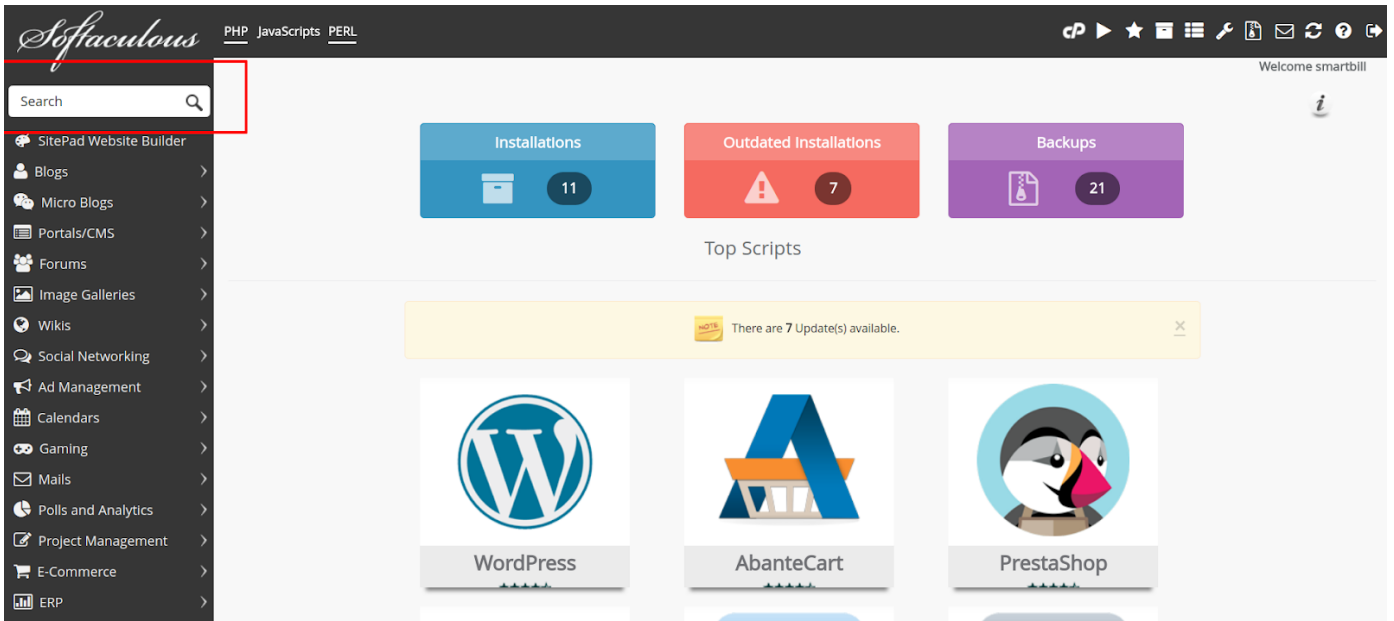 Softaculous
PHP JavaScripts PERL
Welcome smartbill
Search
SitePad Website Builder
Blogs
Micro Blogs
Portals/CMS
Forums
Image Galleries
Wikis
Social Networking
Ad Management
Calendars
Gaming
Mails
Polls and Analytics
Project Management
E-Commerce
ERP
Installations
11
Outdated Installations
7
Backups
21
Top Scripts
NOTE
There are 7 Update(s) available.
WordPress
AbanteCart
PrestaShop